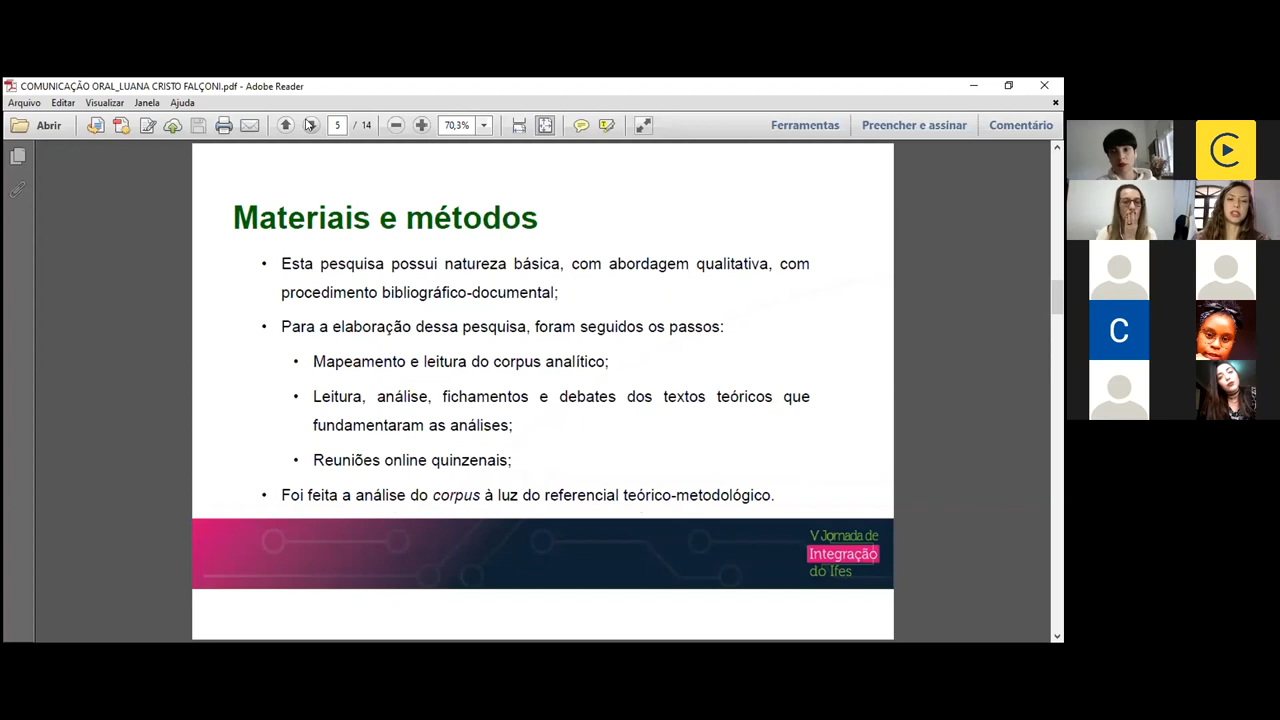 COMUNICAÇÃO ORAL_LUANA CRISTO FALÇONI.pdf - Adobe Reader
Arquivo Editar Visualizar Janela Ajuda
Abrir 5 / 14 70,3% Ferramentas Preencher e assinar Comentário
Materiais e métodos
• Esta pesquisa possui natureza básica, com abordagem qualitativa, com
procedimento bibliográfico-documental;
• Para a elaboração dessa pesquisa, foram seguidos os passos:
• Mapeamento e leitura do corpus analítico;
• Leitura, análise, fichamentos e debates dos textos teóricos que
fundamentaram as análises;
• Reuniões online quinzenais;
• Foi feita a análise do corpus à luz do referencial teórico-metodológico.
V Jornada de
Integração
do Ifes
C